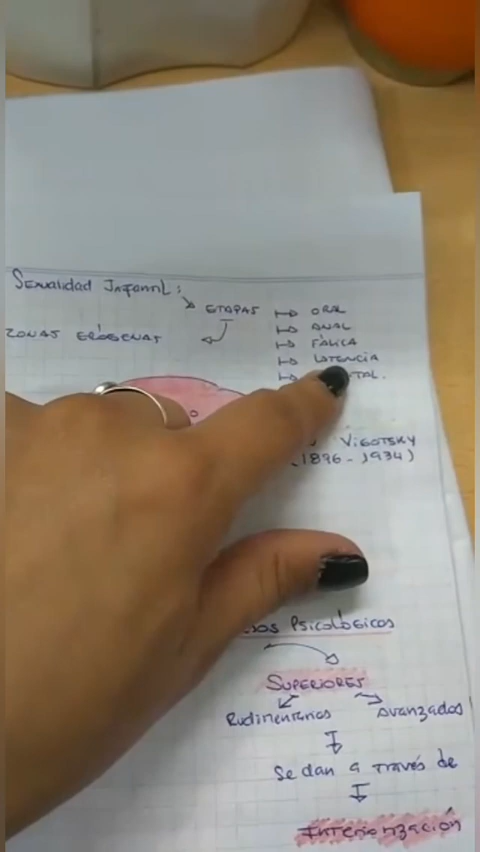 Sexualidad Infantil:
ETAPAS
ZONAS ERÓGENAS
ORAL
ANAL
FÁLICA
LATENCIA
TAL.
VIGOTSKY
(1896-1934)
Psicológicos
SUPERIORES
Rudimentarios
Avanzados
Se dan a través de
Interiorización